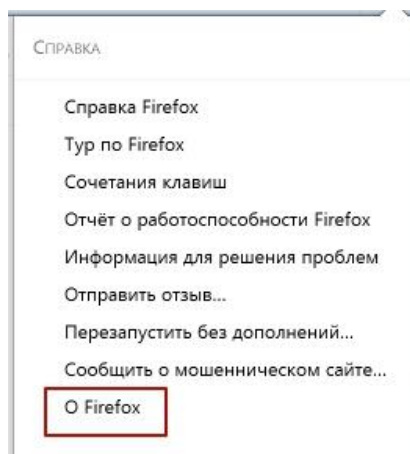 Справка
Справка Firefox
Тур по Firefox
Сочетания клавиш
Отчёт о работоспособности Firefox
Информация для решения проблем
Отправить отзыв...
Перезапустить без дополнений...
Сообщить о мошенническом сайте...
О Firefox